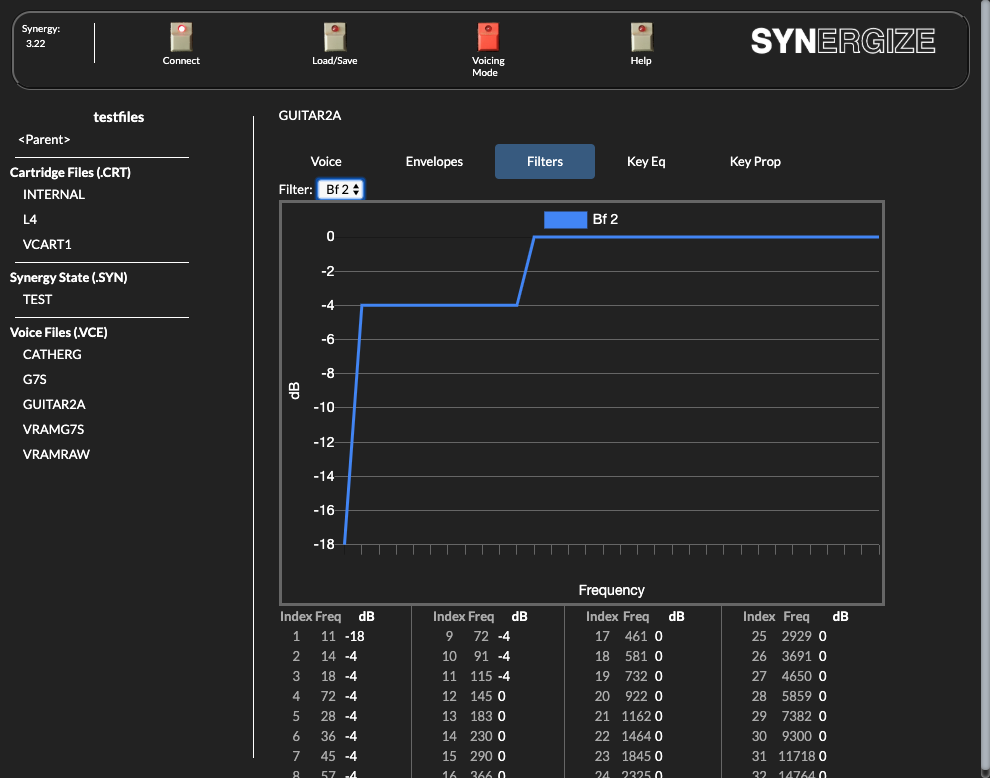 Synergy:
3.22
Connect
Load/Save
Voicing
Mode
Help
SYNERGIZE
testfiles
<Parent>
Cartridge Files (.CRT)
INTERNAL
L4
VCART1
Synergy State (.SYN)
TEST
Voice Files (.VCE)
CATHERG
G7S
GUITAR2A
VRAMG7S
VRAMRAW
GUITAR2A
Voice Envelopes Filters Key Eq Key Prop
Filter: Bf 2
Bf 2
0
-2
-4
-6
-8
-10
-12
-14
-16
-18
dB
Frequency
Index Freq dB Index Freq dB Index Freq dB Index Freq dB
1 11 -18 9 72 -4 17 461 0 25 2929 0
2 14 -4 10 91 -4 18 581 0 26 3691 0
3 18 -4 11 115 -4 19 732 0 27 4650 0
4 72 -4 12 145 0 20 922 0 28 5859 0
5 28 -4 13 183 0 21 1162 0 29 7382 0
6 36 -4 14 230 0 22 1464 0 30 9300 0
7 45 -4 15 290 0 23 1845 0 31 11718 0
8 57 -4 16 366 0 24 2325 0 32 14764 0